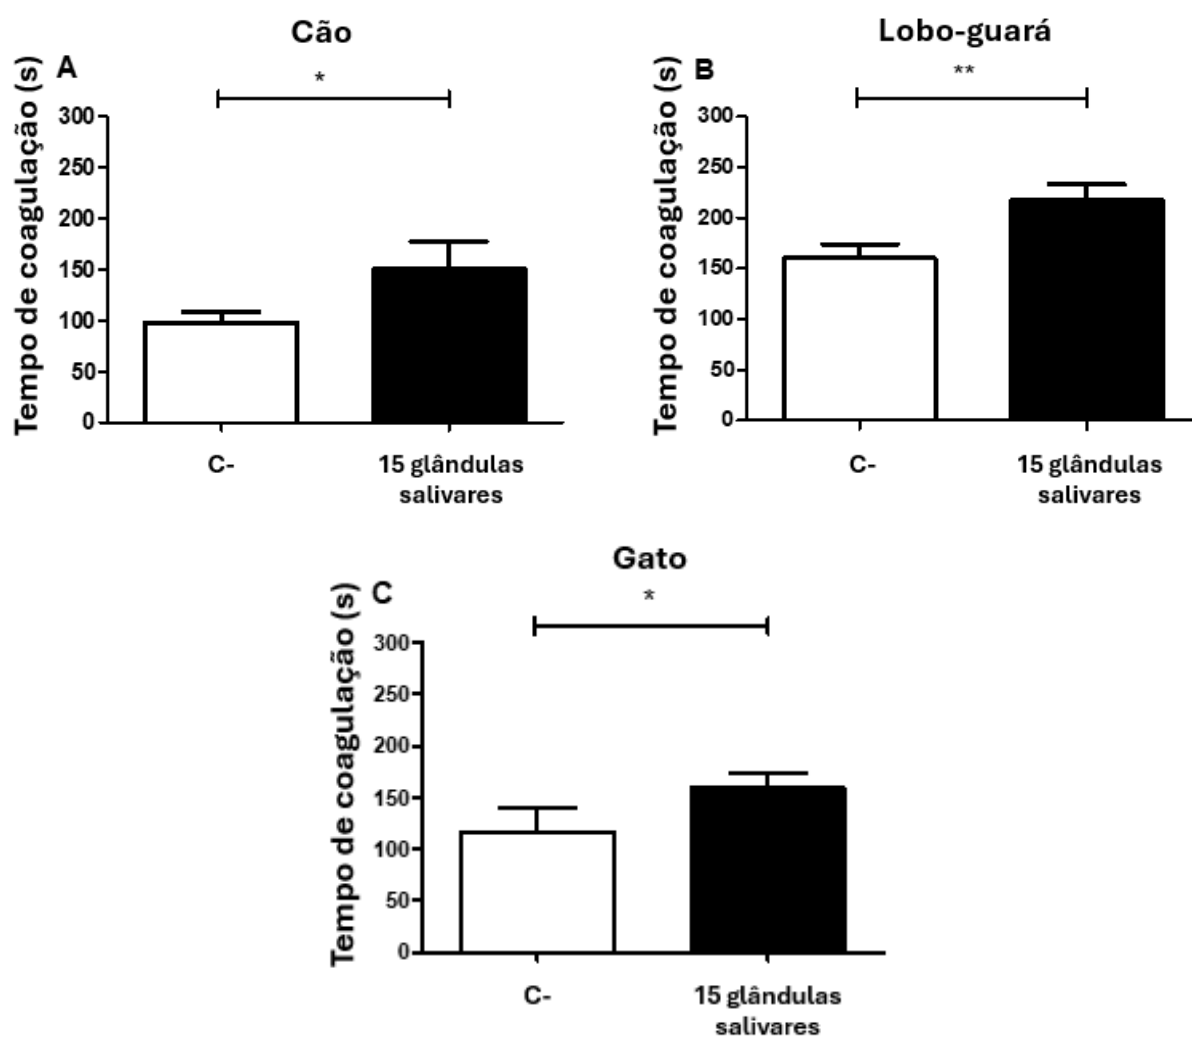 Cão
A
*
Tempo de coagulação (s)
300
250
200
150
100
50
0
C-
15 glândulas
salivares
Lobo-guará
B
**
Tempo de coagulação (s)
300
250
200
150
100
50
0
C-
15 glândulas
salivares
Gato
C
*
Tempo de coagulação (s)
300
250
200
150
100
50
0
C-
15 glândulas
salivares